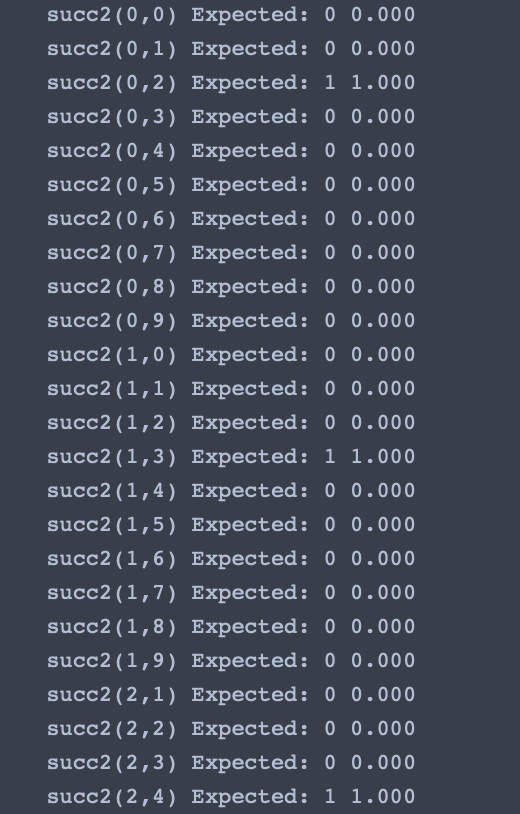 succ2(0,0) Expected: 0 0.000
succ2(0,1) Expected: 0 0.000
succ2(0,2) Expected: 1 1.000
succ2(0,3) Expected: 0 0.000
succ2(0,4) Expected: 0 0.000
succ2(0,5) Expected: 0 0.000
succ2(0,6) Expected: 0 0.000
succ2(0,7) Expected: 0 0.000
succ2(0,8) Expected: 0 0.000
succ2(0,9) Expected: 0 0.000
succ2(1,0) Expected: 0 0.000
succ2(1,1) Expected: 0 0.000
succ2(1,2) Expected: 0 0.000
succ2(1,3) Expected: 1 1.000
succ2(1,4) Expected: 0 0.000
succ2(1,5) Expected: 0 0.000
succ2(1,6) Expected: 0 0.000
succ2(1,7) Expected: 0 0.000
succ2(1,8) Expected: 0 0.000
succ2(1,9) Expected: 0 0.000
succ2(2,1) Expected: 0 0.000
succ2(2,2) Expected: 0 0.000
succ2(2,3) Expected: 0 0.000
succ2(2,4) Expected: 1 1.000